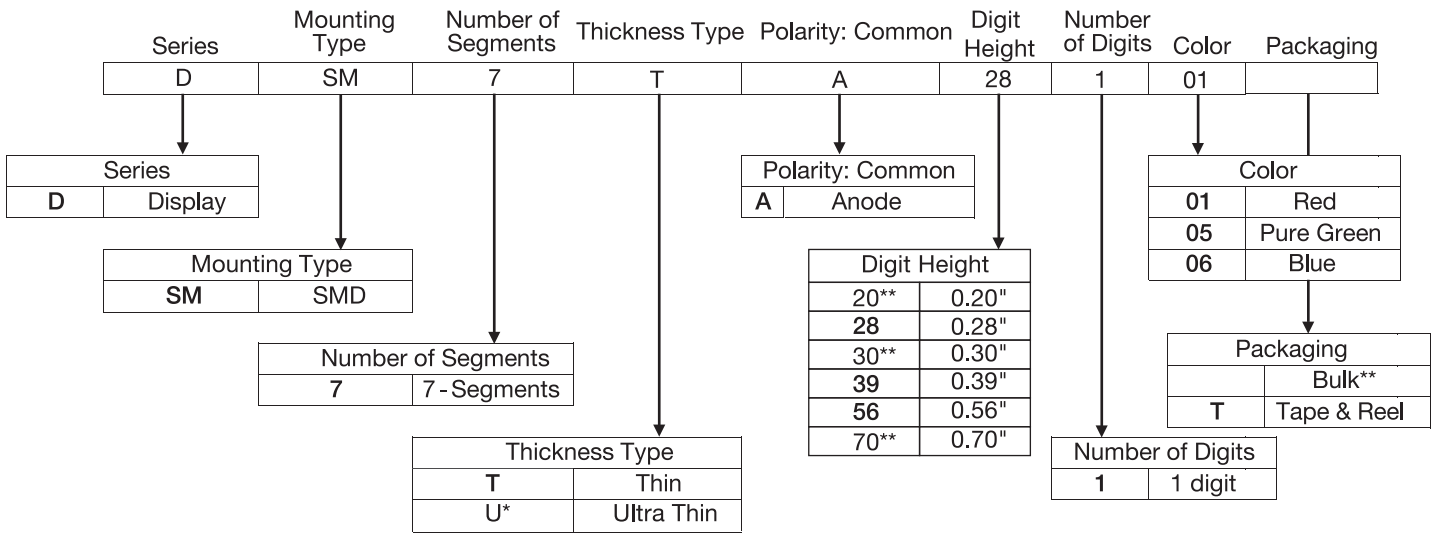 Series Mounting Type Number of Segments Thickness Type Polarity: Common Digit Height Number of Digits Color Packaging
D SM 7 T A 28 1 01
Series
D Display
Mounting Type
SM SMD
Number of Segments
7 7-Segments
Thickness Type
T Thin
U* Ultra Thin
Polarity: Common
A Anode
Digit Height
20** 0.20"
28 0.28"
30** 0.30"
39 0.39"
56 0.56"
70** 0.70"
Number of Digits
1 1 digit
Color
01 Red
05 Pure Green
06 Blue
Packaging
Bulk**
T Tape & Reel